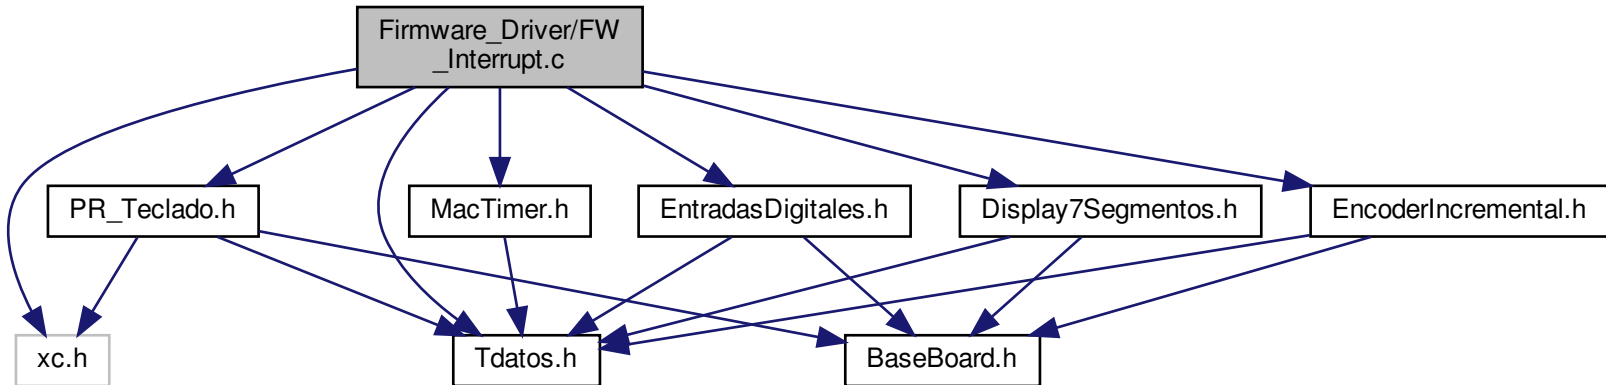 Firmware_Driver/FW
_Interrupt.c
PR_Teclado.h
MacTimer.h
EntradasDigitales.h
Display7Segmentos.h
EncoderIncremental.h
xc.h
Tdatos.h
BaseBoard.h